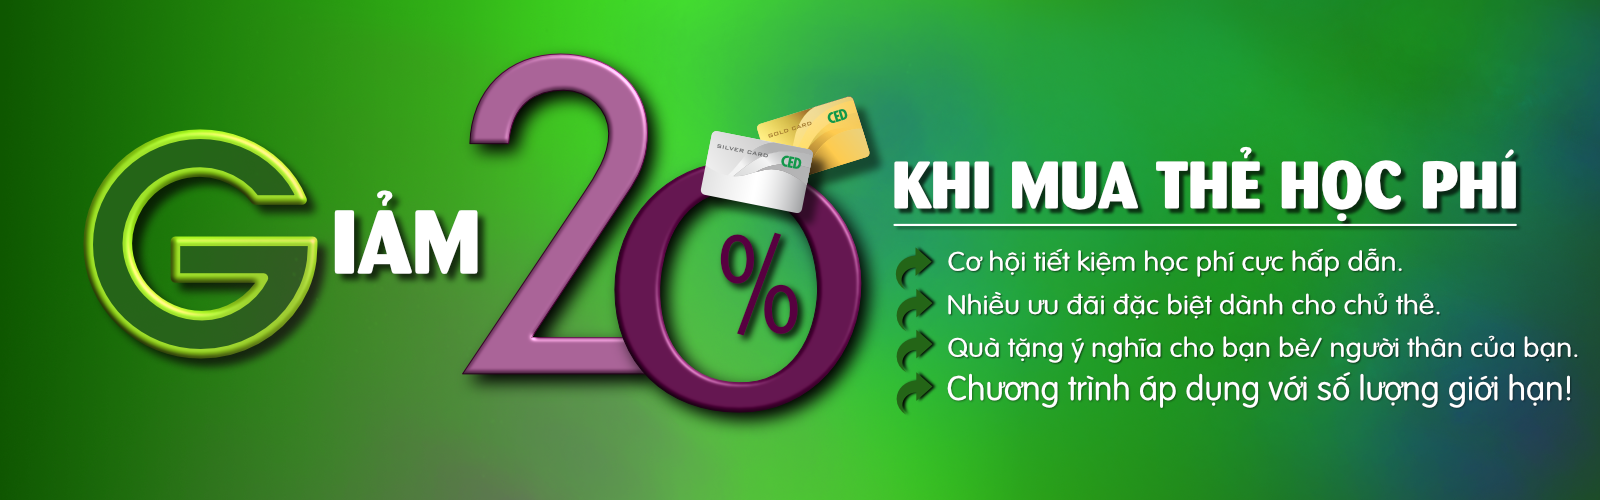 GIẢM 20%
SILVER CARD CED
GOLD CARD CED
KHI MUA THẺ HỌC PHÍ
Cơ hội tiết kiệm học phí cực hấp dẫn.
Nhiều ưu đãi đặc biệt dành cho chủ thẻ.
Quà tặng ý nghĩa cho bạn bè/ người thân của bạn.
Chương trình áp dụng với số lượng giới hạn!